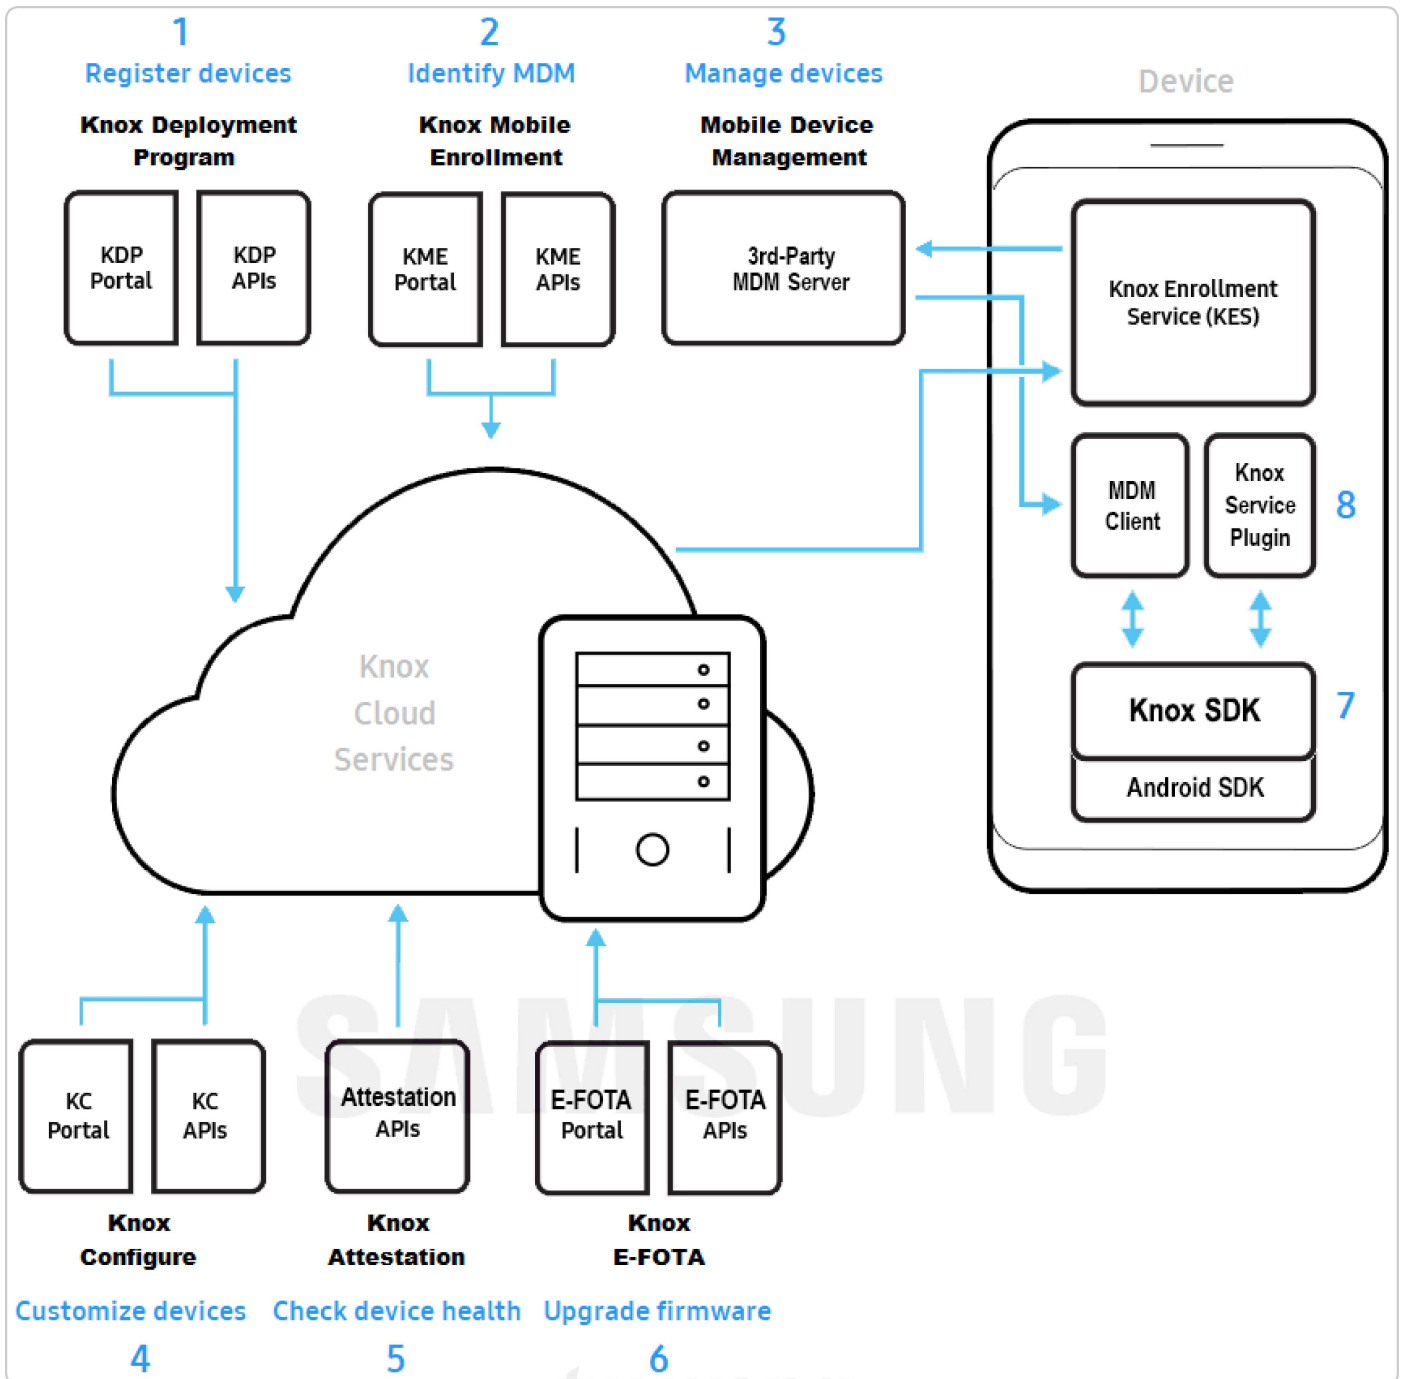 1
Register devices
Knox Deployment
Program
KDP
Portal
KDP
APIs
2
Identify MDM
Knox Mobile
Enrollment
KME
Portal
KME
APIs
3
Manage devices
Mobile Device
Management
3rd-Party
MDM Server
Device
Knox Enrollment
Service (KES)
MDM
Client
Knox
Service
Plugin
8
Knox SDK
7
Android SDK
Knox
Cloud
Services
SAMSUNG
KC
Portal
KC
APIs
Knox
Configure
Customize devices
4
Attestation
APIs
Knox
Attestation
Check device health
5
E-FOTA
Portal
E-FOTA
APIs
Knox
E-FOTA
Upgrade firmware
6